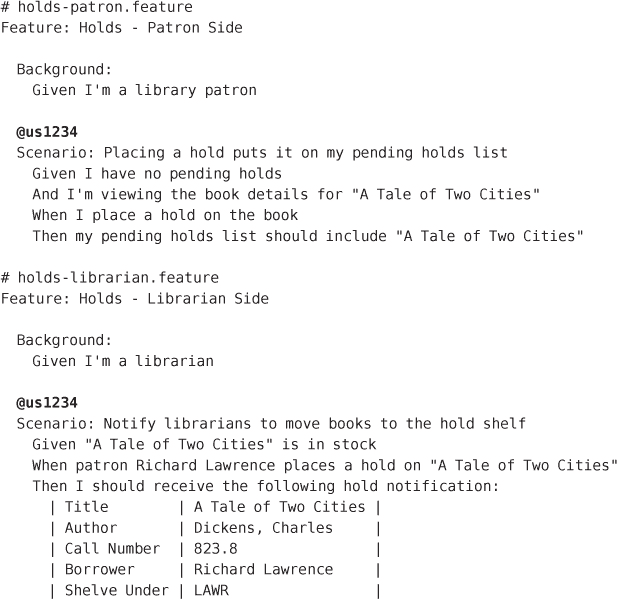 # holds-patron.feature
Feature: Holds - Patron Side
Background:
Given I'm a library patron
@us1234
Scenario: Placing a hold puts it on my pending holds list
Given I have no pending holds
And I'm viewing the book details for "A Tale of Two Cities"
When I place a hold on the book
Then my pending holds list should include "A Tale of Two Cities"
# holds-librarian.feature
Feature: Holds - Librarian Side
Background:
Given I'm a librarian
@us1234
Scenario: Notify librarians to move books to the hold shelf
Given "A Tale of Two Cities" is in stock
When patron Richard Lawrence places a hold on "A Tale of Two Cities"
Then I should receive the following hold notification:
| Title | A Tale of Two Cities |
| Author | Dickens, Charles |
| Call Number | 823.8 |
| Borrower | Richard Lawrence |
| Shelve Under | LAWR |